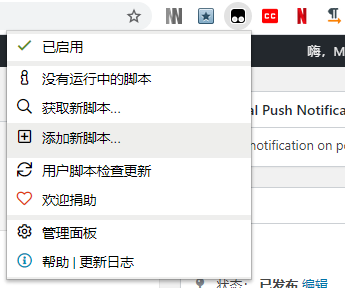 已启用
没有运行中的脚本
获取新脚本...
添加新脚本...
用户脚本检查更新
欢迎捐助
管理面板
帮助 | 更新日志
CC
嗨，M
al Push Notifica
notification on po
状态： 已发布 编辑